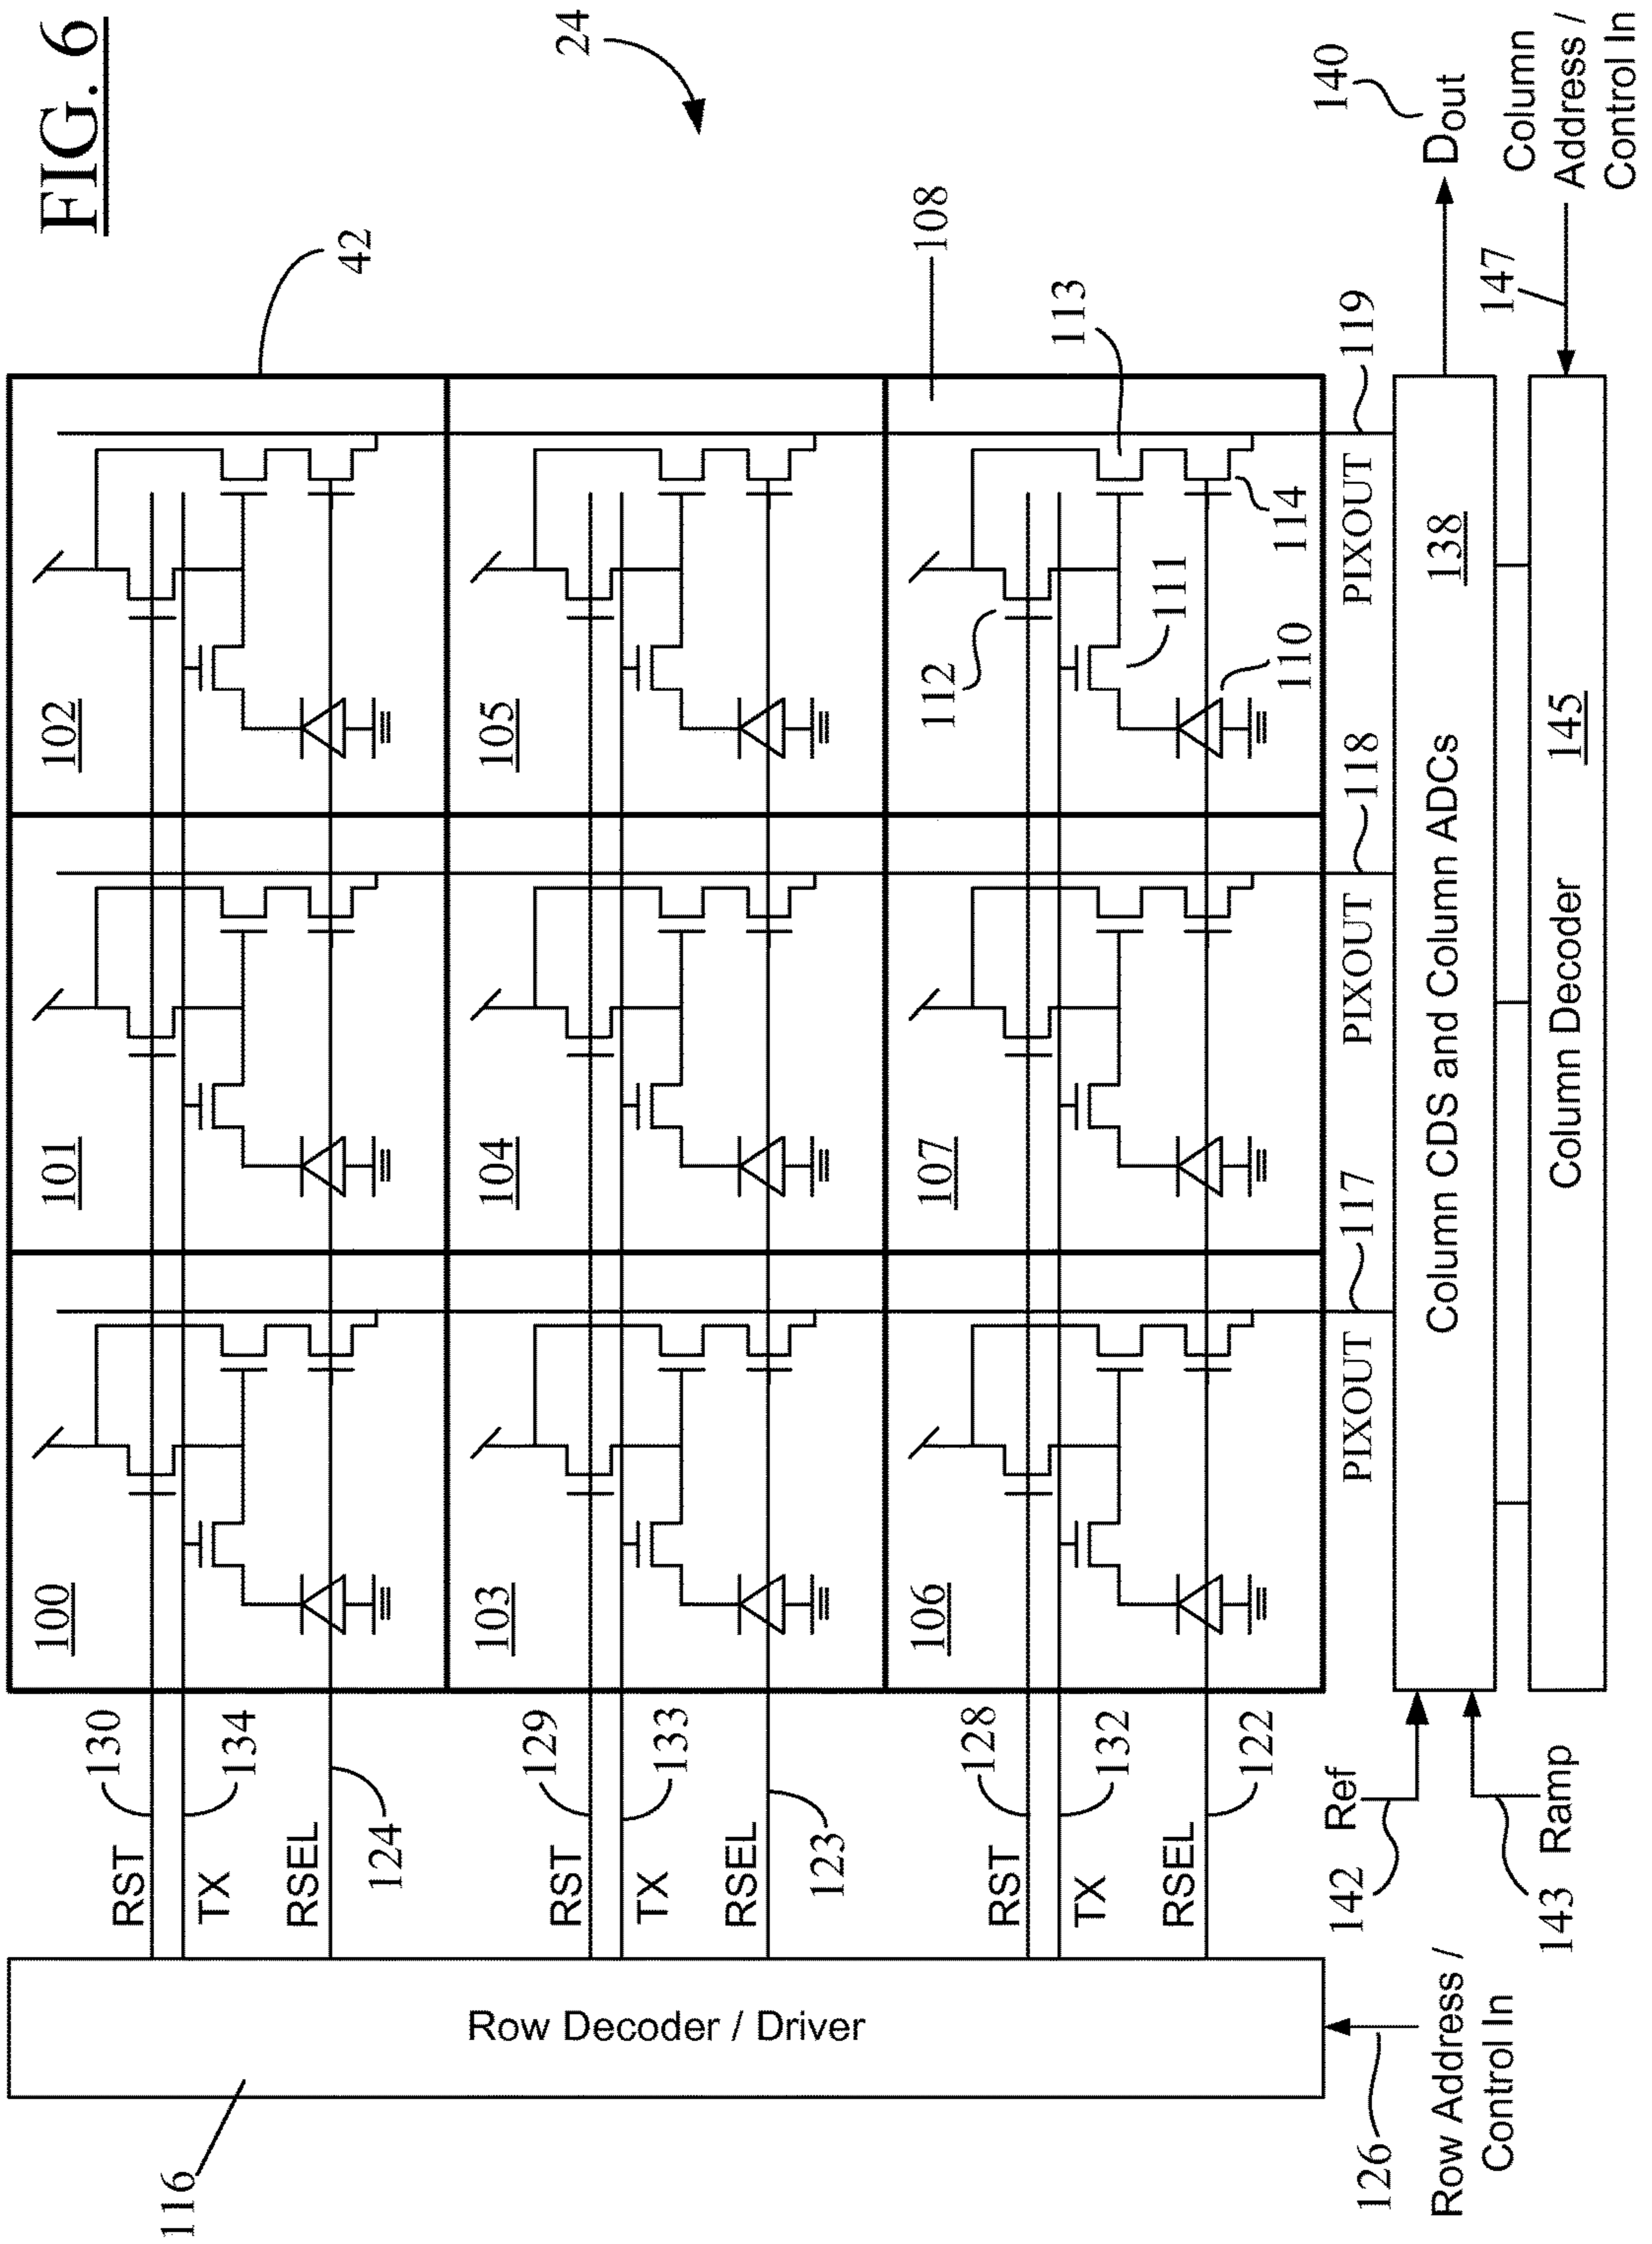 FIG. 6
24
42
RST
130
TX
134
RSEL
124
100
101
102
RST
129
TX
133
RSEL
123
103
104
105
RST
128
TX
132
RSEL
122
106
107
108
112
111
110
113
114
Row Decoder / Driver
116
126
Row Address /
Control In
PIXOUT
117
PIXOUT
118
PIXOUT
119
142
Ref
143
Ramp
Column CDS and Column ADCs
138
Dout
140
Column Decoder
145
147
Column
Address /
Control In